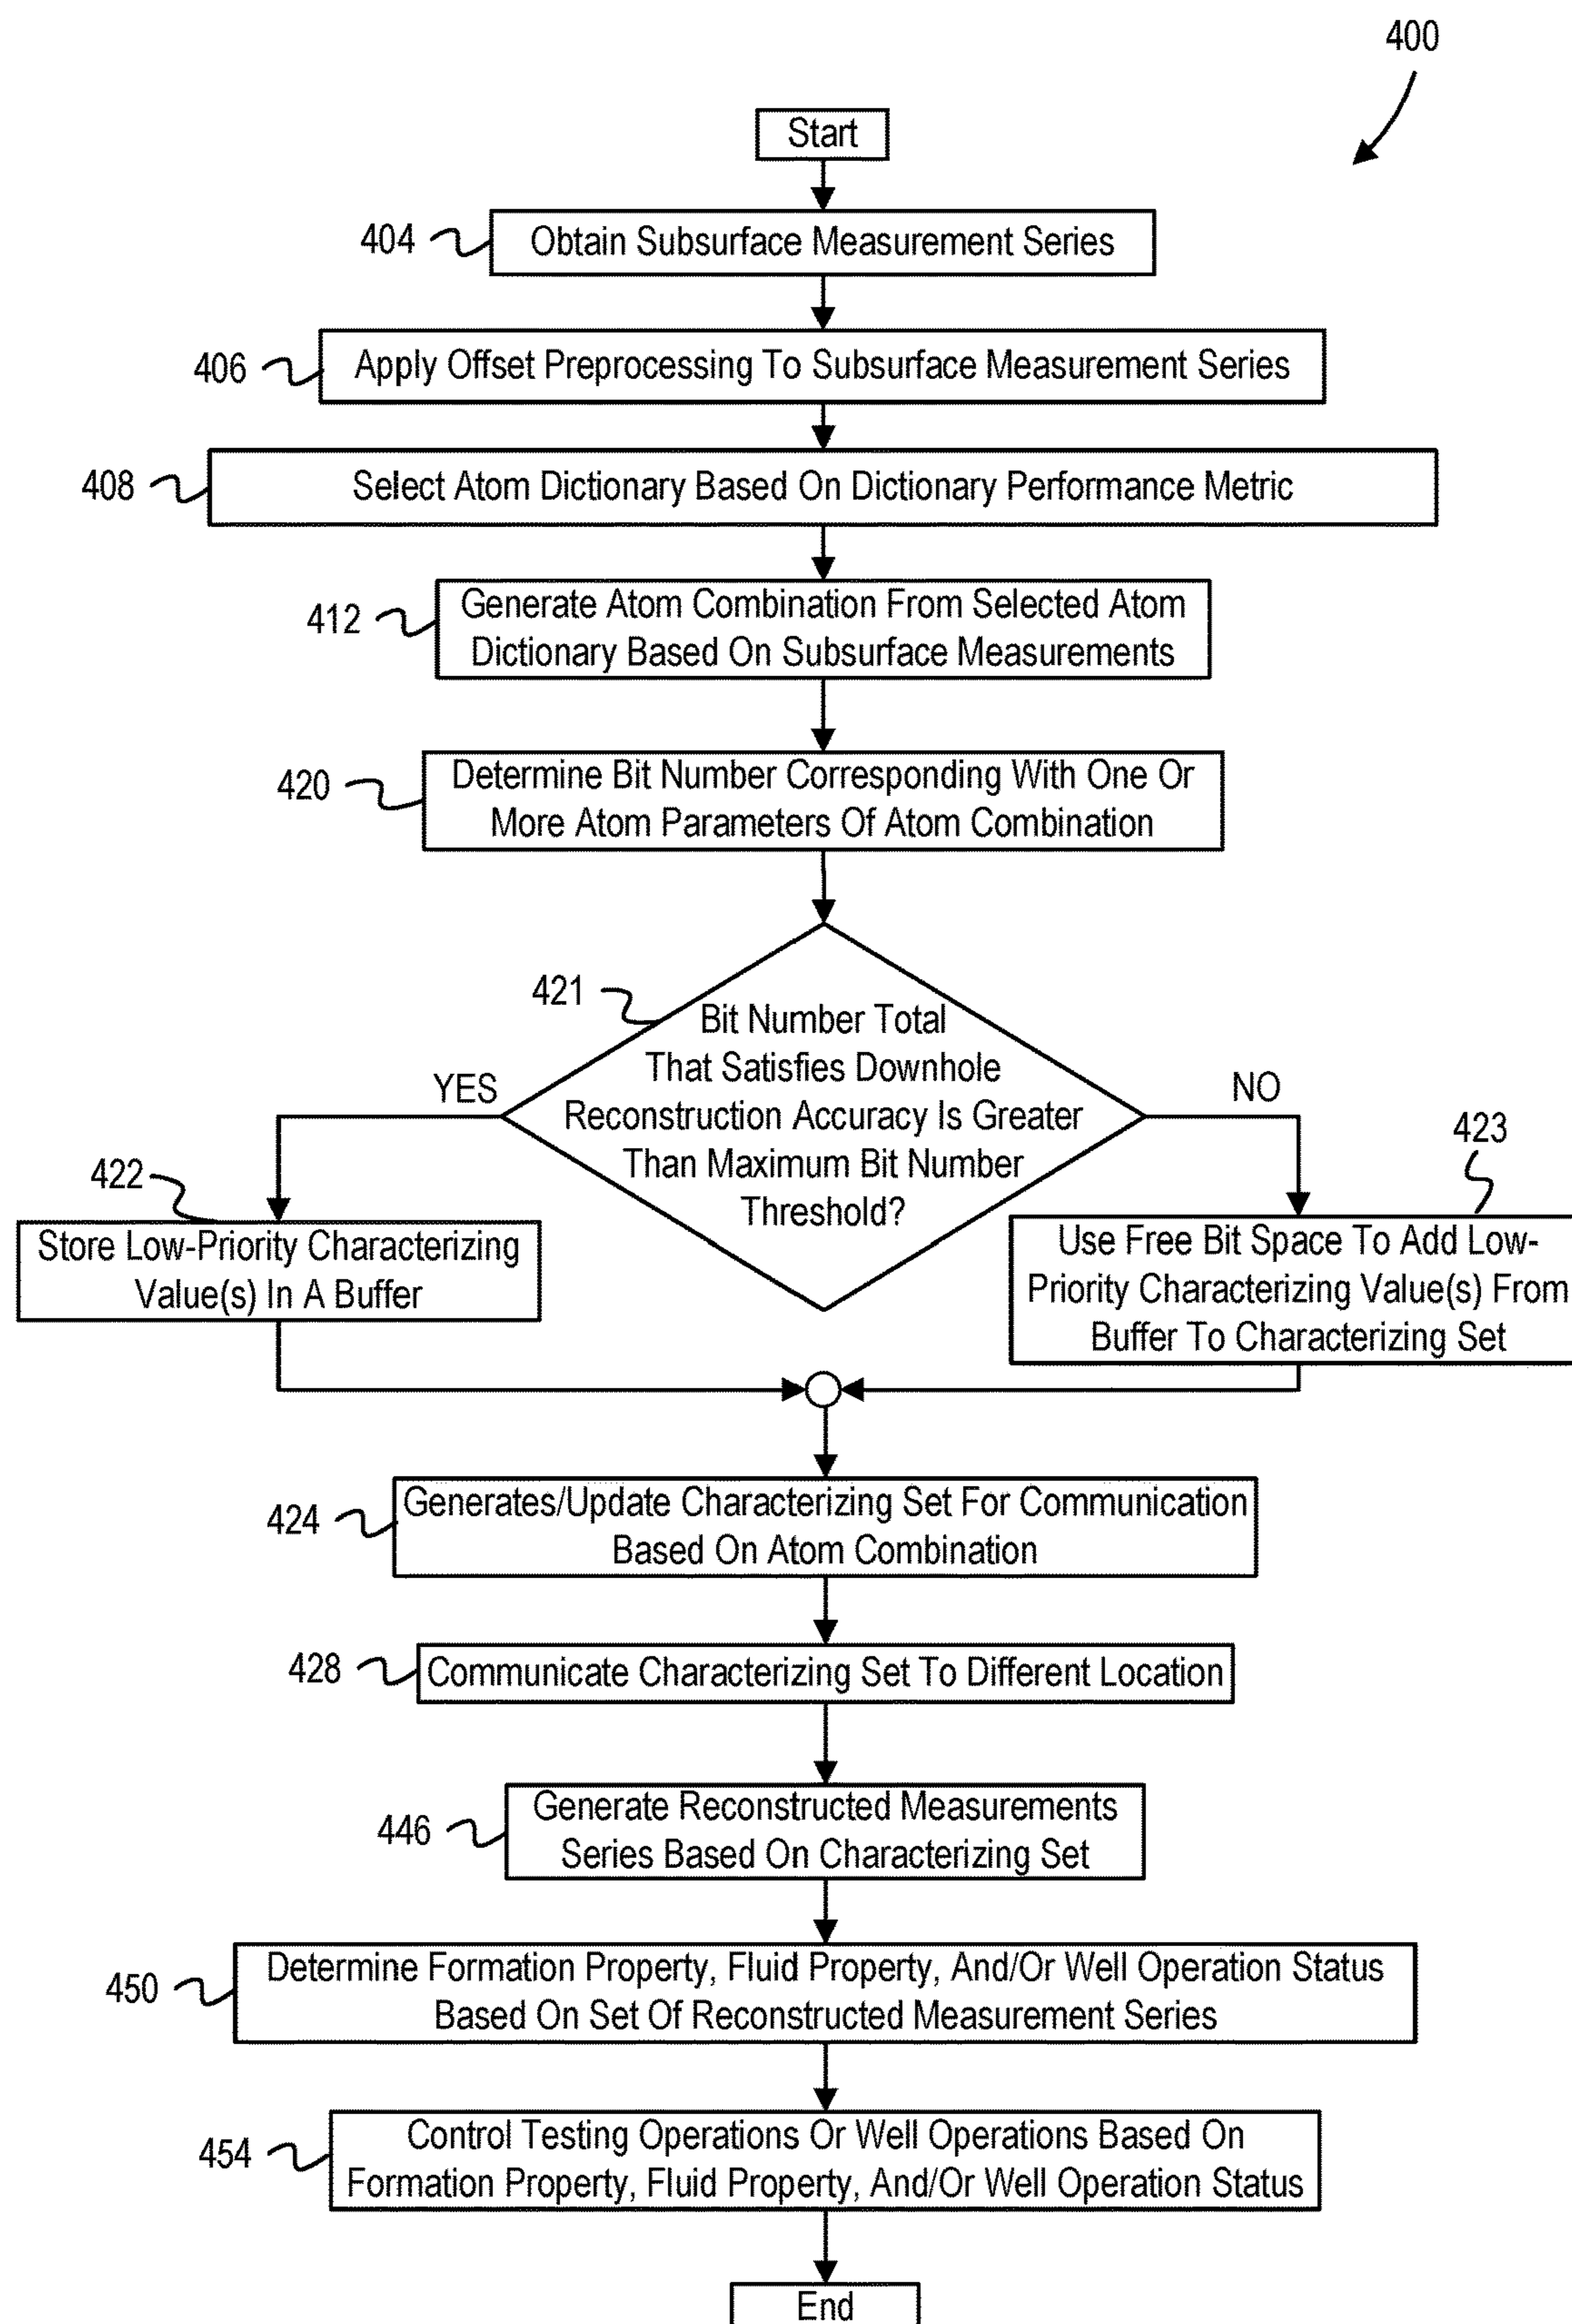 400
Start
404
Obtain Subsurface Measurement Series
406
Apply Offset Preprocessing To Subsurface Measurement Series
408
Select Atom Dictionary Based On Dictionary Performance Metric
412
Generate Atom Combination From Selected Atom
Dictionary Based On Subsurface Measurements
420
Determine Bit Number Corresponding With One Or
More Atom Parameters Of Atom Combination
421
Bit Number Total
That Satisfies Downhole
Reconstruction Accuracy Is Greater
Than Maximum Bit Number
Threshold?
YES
NO
422
Store Low-Priority Characterizing
Value(s) In A Buffer
423
Use Free Bit Space To Add Low-
Priority Characterizing Value(s) From
Buffer To Characterizing Set
424
Generates/Update Characterizing Set For Communication
Based On Atom Combination
428
Communicate Characterizing Set To Different Location
446
Generate Reconstructed Measurements
Series Based On Characterizing Set
450
Determine Formation Property, Fluid Property, And/Or Well Operation Status
Based On Set Of Reconstructed Measurement Series
454
Control Testing Operations Or Well Operations Based On
Formation Property, Fluid Property, And/Or Well Operation Status
End